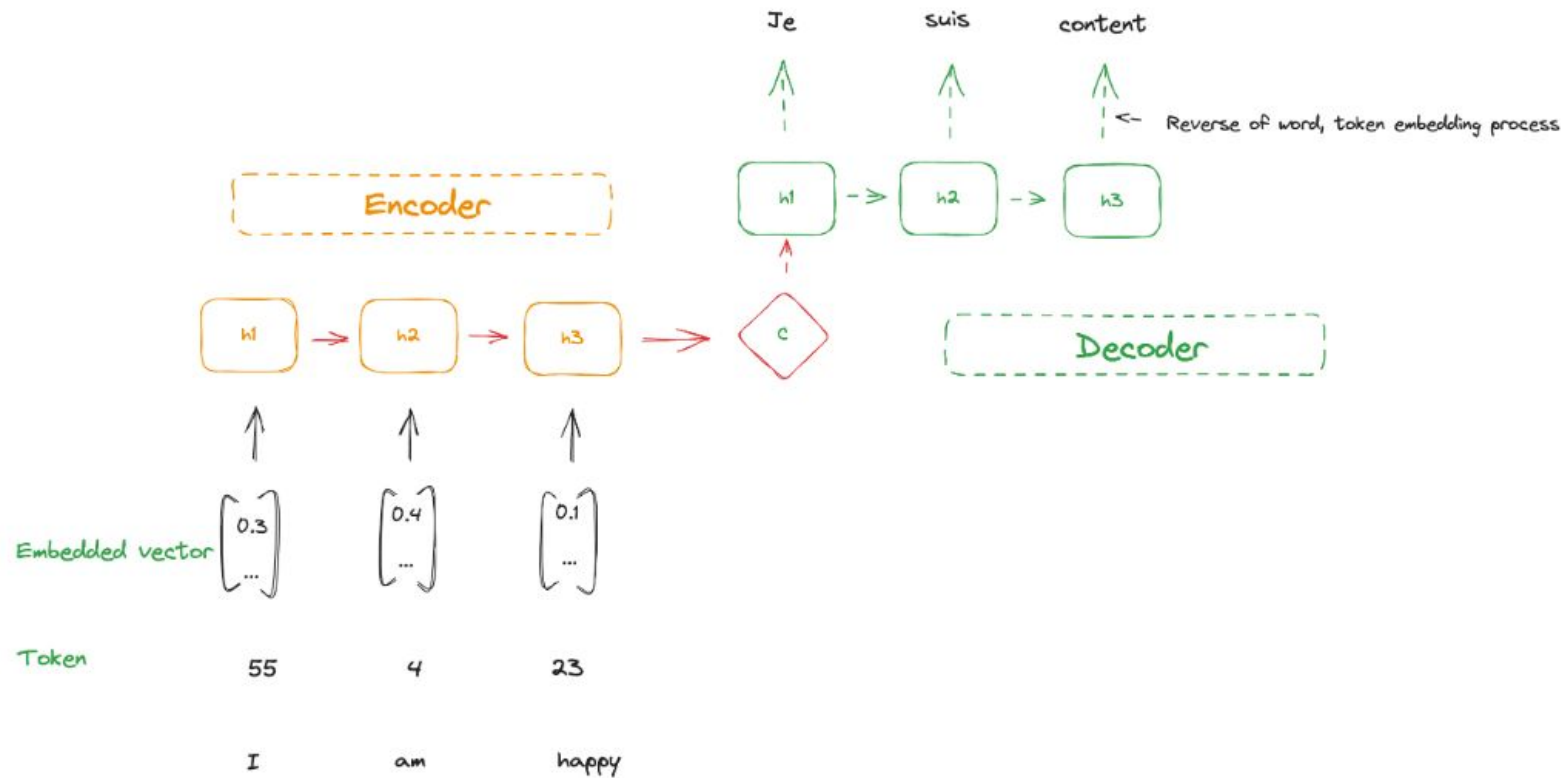 Je suis content
<- Reverse of word, token embedding process
Encoder
h1 h2 h3
h1 h2 h3 c
Decoder
Embedded vector
0.3 0.4 0.1
... ... ...
Token
55 4 23
I am happy